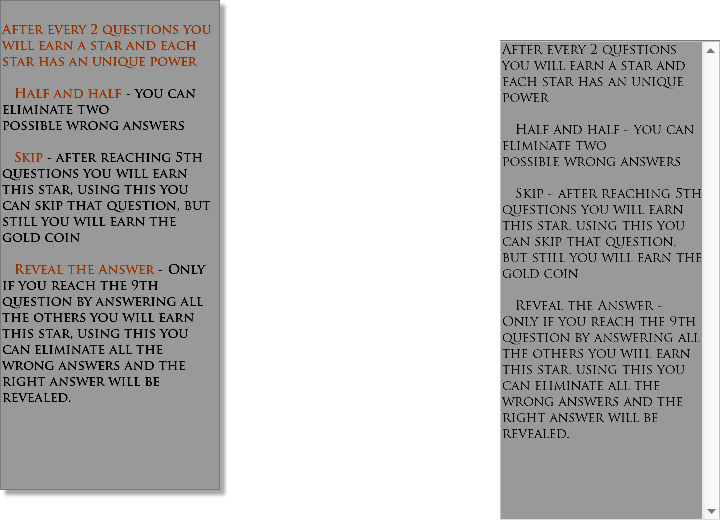 After every 2 questions you
will earn a star and each
star has an unique power
Half and half - you can
eliminate two
possible wrong answers
Skip - after reaching 5th
questions you will earn
this star, using this you
can skip that question, but
still you will earn the
gold coin
Reveal the Answer - Only
if you reach the 9th
question by answering all
the others you will earn
this star, using this you
can eliminate all the
wrong answers and the
right answer will be
revealed.
After every 2 questions
you will earn a star and
each star has an unique
power
Half and half - you can
eliminate two
possible wrong answers
Skip - after reaching 5th
questions you will earn
this star, using this you
can skip that question,
but still you will earn the
gold coin
Reveal the Answer -
Only if you reach the 9th
question by answering all
the others you will earn
this star, using this you
can eliminate all the
wrong answers and the
right answer will be
revealed.